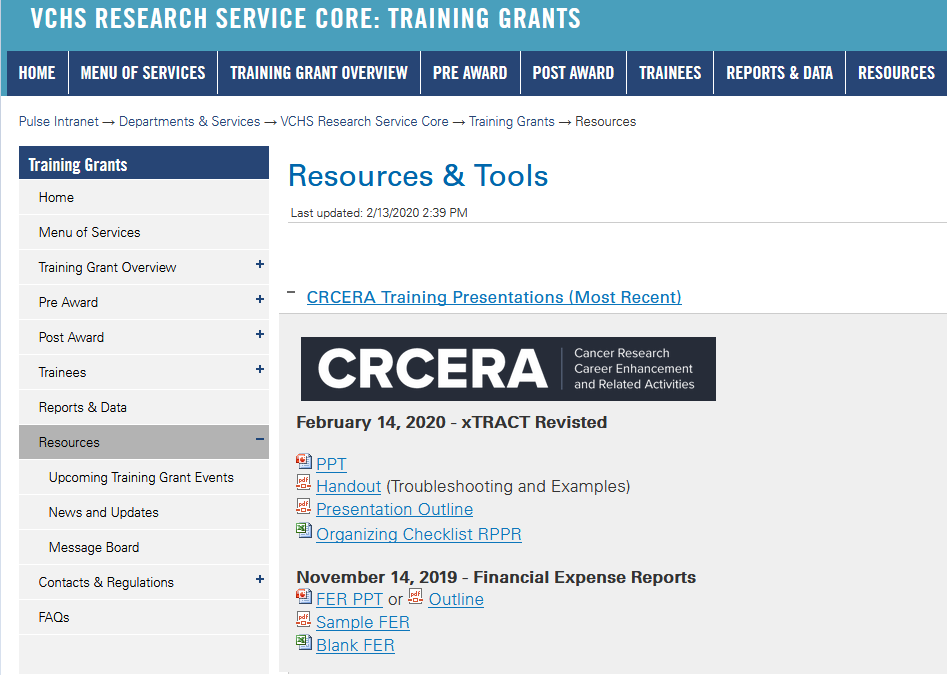 VCHS RESEARCH SERVICE CORE: TRAINING GRANTS
HOME MENU OF SERVICES TRAINING GRANT OVERVIEW PRE AWARD POST AWARD TRAINEES REPORTS & DATA RESOURCES
Pulse Intranet → Departments & Services → VCHS Research Service Core → Training Grants → Resources
Training Grants
Home
Menu of Services
Training Grant Overview +
Pre Award +
Post Award +
Trainees +
Reports & Data
Resources −
Upcoming Training Grant Events
News and Updates
Message Board
Contacts & Regulations +
FAQs
Resources & Tools
Last updated: 2/13/2020 2:39 PM
− CRCERA Training Presentations (Most Recent)
CRCERA
Cancer Research
Career Enhancement
and Related Activities
February 14, 2020 - xTRACT Revisted
PPT
Handout (Troubleshooting and Examples)
Presentation Outline
Organizing Checklist RPPR
November 14, 2019 - Financial Expense Reports
FER PPT or Outline
Sample FER
Blank FER